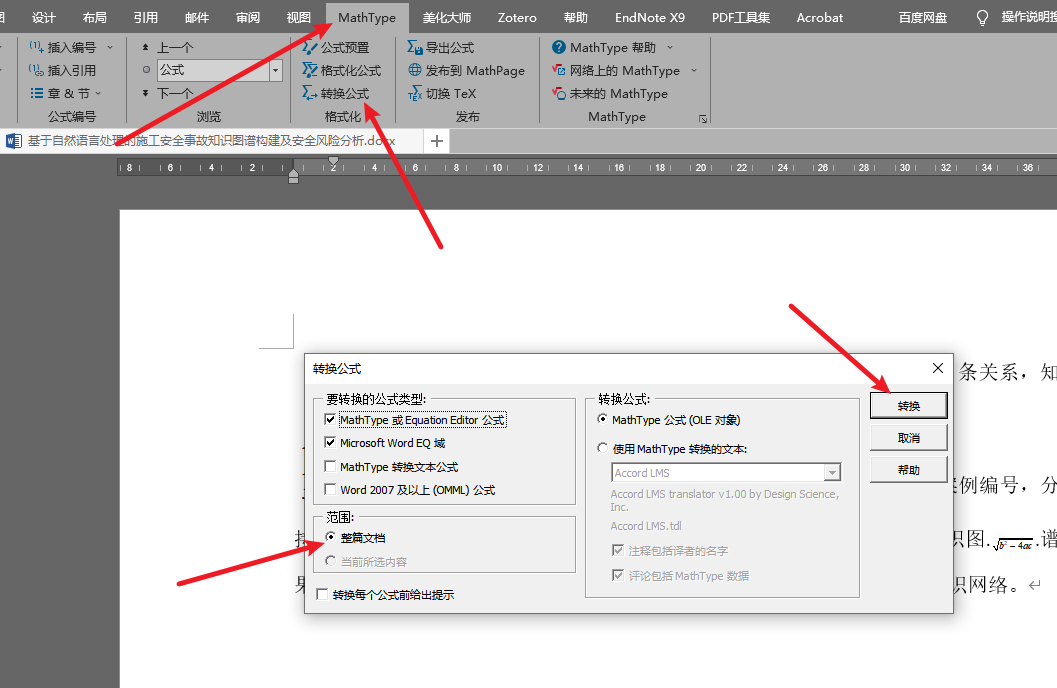 设计 布局 引用 邮件 审阅 视图 MathType 美化大师 Zotero 帮助 EndNote X9 PDF工具集 Acrobat 百度网盘 操作说明搜
(1) 插入编号 上一个 公式预置 导出公式 MathType 帮助
(1) 插入引用 公式 格式化公式 发布到 MathPage 网络上的 MathType
章 & 节 下一个 转换公式 切换 TeX 未来的 MathType
公式编号 浏览 格式化 发布 MathType
基于自然语言处理的施工安全事故知识图谱构建及安全风险分析.docx
8 6 4 2 2 4 6 8 10 12 14 16 18 20 22 24 26 28 30 32 34 36
转换公式
条关系，知
要转换的公式类型:
MathType 或 Equation Editor 公式
Microsoft Word EQ 域
MathType 转换文本公式
Word 2007 及以上 (OMML) 公式
范围:
整篇文档
当前所选内容
转换每个公式前给出提示
转换公式:
MathType 公式 (OLE 对象)
使用 MathType 转换的文本:
Accord LMS
Accord LMS translator v1.00 by Design Science,
Inc.
Accord LMS.tdl
注释包括译者的名字
评论包括 MathType 数据
转换
取消
帮助
例编号，分
识图.√b²−4ac.谱
果
识网络。↵